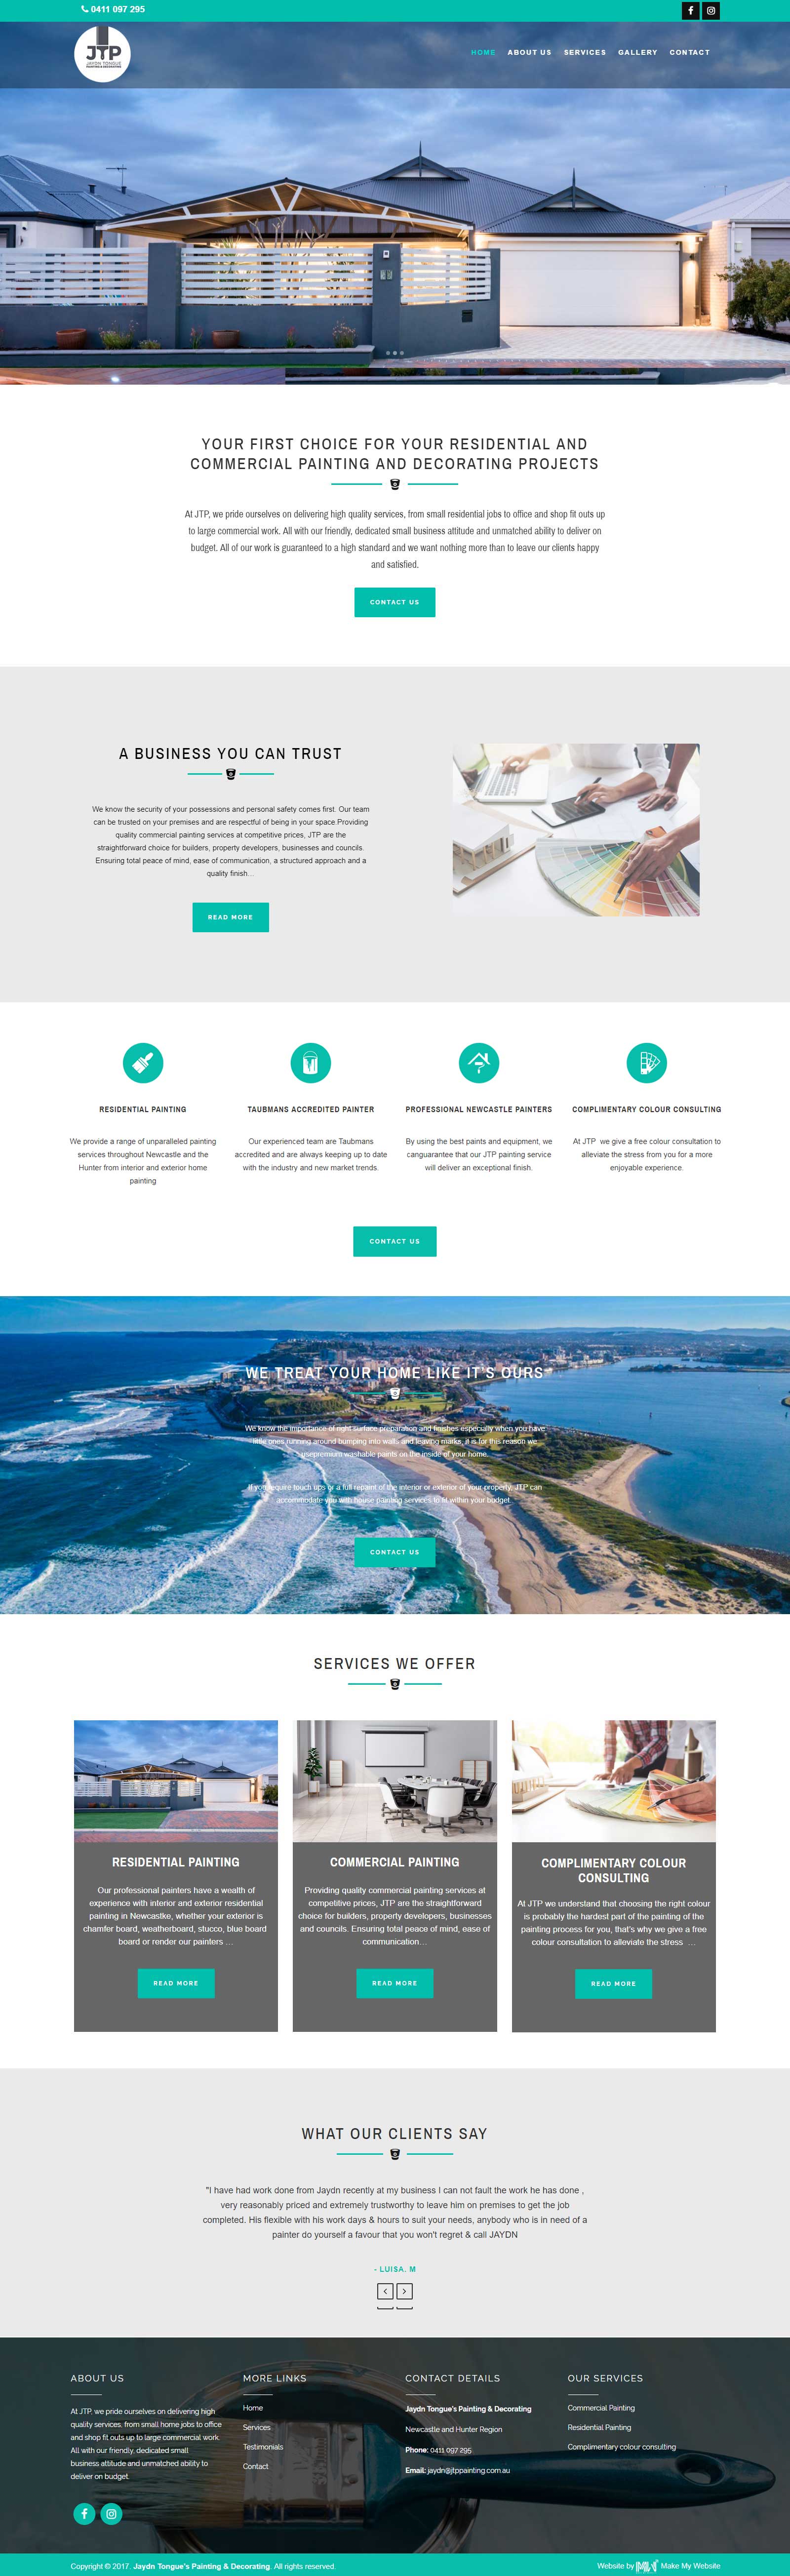 0411 097 295
JTP
JAYDN TONGUE
PAINTING & DECORATING
HOME
ABOUT US
SERVICES
GALLERY
CONTACT
YOUR FIRST CHOICE FOR YOUR RESIDENTIAL AND
COMMERCIAL PAINTING AND DECORATING PROJECTS
At JTP, we pride ourselves on delivering high quality services, from small residential jobs to office and shop fit outs up
to large commercial work. All with our friendly, dedicated small business attitude and unmatched ability to deliver on
budget. All of our work is guaranteed to a high standard and we want nothing more than to leave our clients happy
and satisfied.
CONTACT US
A BUSINESS YOU CAN TRUST
We know the security of your possessions and personal safety comes first. Our team
can be trusted on your premises and are respectful of being in your space.Providing
quality commercial painting services at competitive prices, JTP are the
straightforward choice for builders, property developers, businesses and councils.
Ensuring total peace of mind, ease of communication, a structured approach and a
quality finish...
READ MORE
RESIDENTIAL PAINTING
We provide a range of unparalleled painting
services throughout Newcastle and the
Hunter from interior and exterior home
painting
TAUBMANS ACCREDITED PAINTER
Our experienced team are Taubmans
accredited and are always keeping up to date
with the industry and new market trends.
PROFESSIONAL NEWCASTLE PAINTERS
By using the best paints and equipment, we
canguarantee that our JTP painting service
will deliver an exceptional finish.
COMPLIMENTARY COLOUR CONSULTING
At JTP we give a free colour consultation to
alleviate the stress from you for a more
enjoyable experience.
CONTACT US
WE TREAT YOUR HOME LIKE IT'S OURS
We know the importance of right surface preparation and finishes especially when you have
little ones running around bumping into walls and leaving marks, it is for this reason we
usepremium washable paints on the inside of your home.
If you require touch ups or a full repaint of the interior or exterior of your property, JTP can
accommodate you with house painting services to fit within your budget.
CONTACT US
SERVICES WE OFFER
RESIDENTIAL PAINTING
Our professional painters have a wealth of
experience with interior and exterior residential
painting in Newcastke, whether your exterior is
chamfer board, weatherboard, stucco, blue board
board or render our painters ...
READ MORE
COMMERCIAL PAINTING
Providing quality commercial painting services at
competitive prices, JTP are the straightforward
choice for builders, property developers, businesses
and councils. Ensuring total peace of mind, ease of
communication...
READ MORE
COMPLIMENTARY COLOUR
CONSULTING
At JTP we understand that choosing the right colour
is probably the hardest part of the painting of the
painting process for you, that's why we give a free
colour consultation to alleviate the stress ...
READ MORE
WHAT OUR CLIENTS SAY
"I have had work done from Jaydn recently at my business I can not fault the work he has done ,
very reasonably priced and extremely trustworthy to leave him on premises to get the job
completed. His flexible with his work days & hours to suit your needs, anybody who is in need of a
painter do yourself a favour that you won't regret & call JAYDN
- LUISA. M
ABOUT US
At JTP, we pride ourselves on delivering high
quality services, from small home jobs to office
and shop fit outs up to large commercial work.
All with our friendly, dedicated small
business attitude and unmatched ability to
deliver on budget.
MORE LINKS
Home
Services
Testimonials
Contact
CONTACT DETAILS
Jaydn Tongue's Painting & Decorating
Newcastle and Hunter Region
Phone: 0411 097 295
Email: jaydn@jtppainting.com.au
OUR SERVICES
Commercial Painting
Residential Painting
Complimentary colour consulting
Copyright © 2017. Jaydn Tongue's Painting & Decorating. All rights reserved.
Website by Make My Website